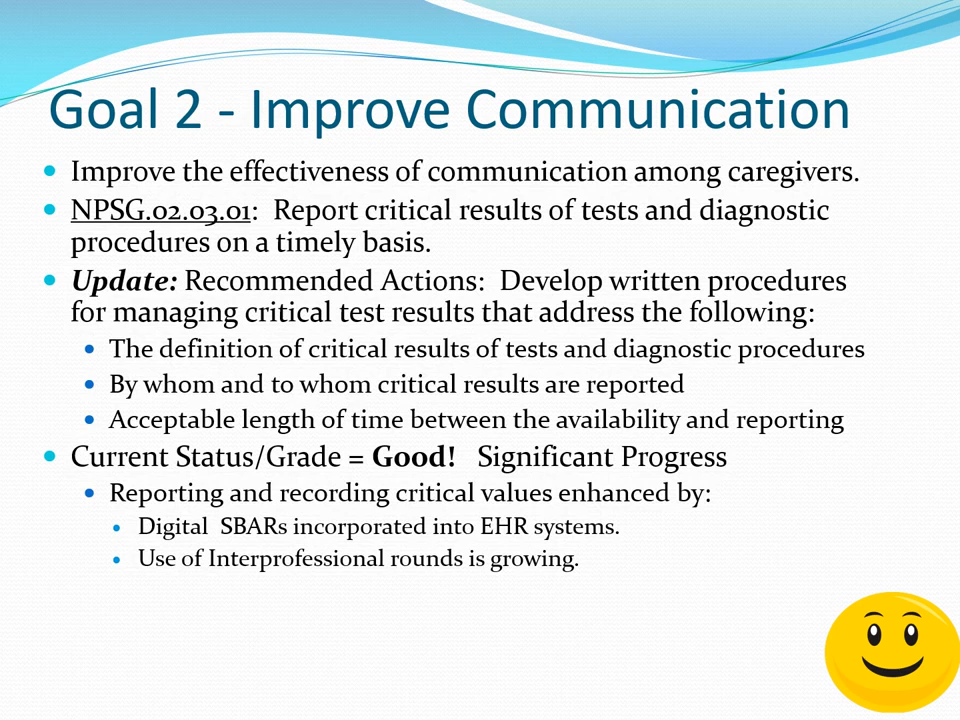 Goal 2 - Improve Communication
Improve the effectiveness of communication among caregivers.
NPSG.02.03.01:  Report critical results of tests and diagnostic
procedures on a timely basis.
Update: Recommended Actions:  Develop written procedures
for managing critical test results that address the following:
The definition of critical results of tests and diagnostic procedures
By whom and to whom critical results are reported
Acceptable length of time between the availability and reporting
Current Status/Grade = Good!   Significant Progress
Reporting and recording critical values enhanced by:
Digital  SBARs incorporated into EHR systems.
Use of Interprofessional rounds is growing.